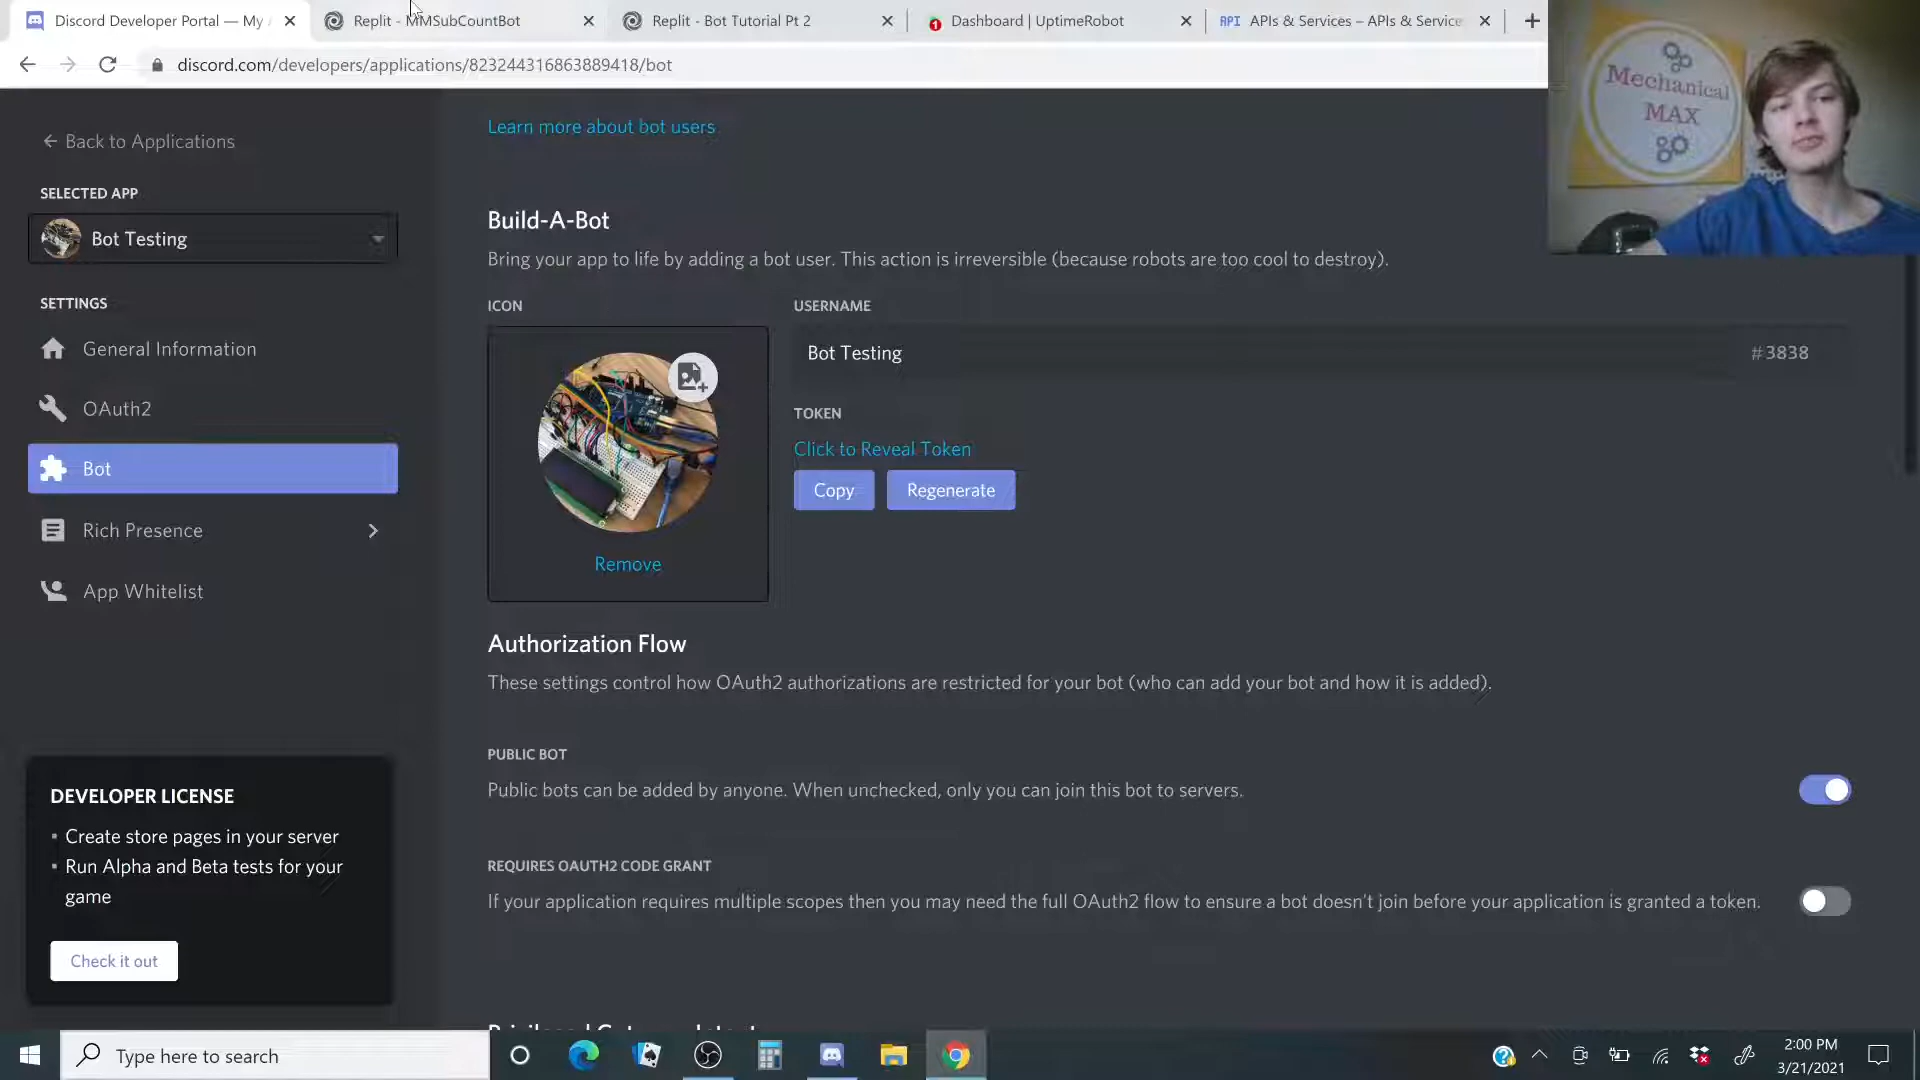 Discord Developer Portal — My A
Replit - MMSubCountBot
Replit - Bot Tutorial Pt 2
Dashboard | UptimeRobot
API APIs & Services – APIs & Service
discord.com/developers/applications/823244316863889418/bot
Mechanical
MAX
Back to Applications
SELECTED APP
Bot Testing
SETTINGS
General Information
OAuth2
Bot
Rich Presence
App Whitelist
DEVELOPER LICENSE
• Create store pages in your server
• Run Alpha and Beta tests for your
game
Check it out
Learn more about bot users.
Build-A-Bot
Bring your app to life by adding a bot user. This action is irreversible (because robots are too cool to destroy).
ICON
USERNAME
Bot Testing
#3838
TOKEN
Click to Reveal Token
Copy
Regenerate
Remove
Authorization Flow
These settings control how OAuth2 authorizations are restricted for your bot (who can add your bot and how it is added).
PUBLIC BOT
Public bots can be added by anyone. When unchecked, only you can join this bot to servers.
REQUIRES OAUTH2 CODE GRANT
If your application requires multiple scopes then you may need the full OAuth2 flow to ensure a bot doesn't join before your application is granted a token.
Type here to search
2:00 PM
3/21/2021